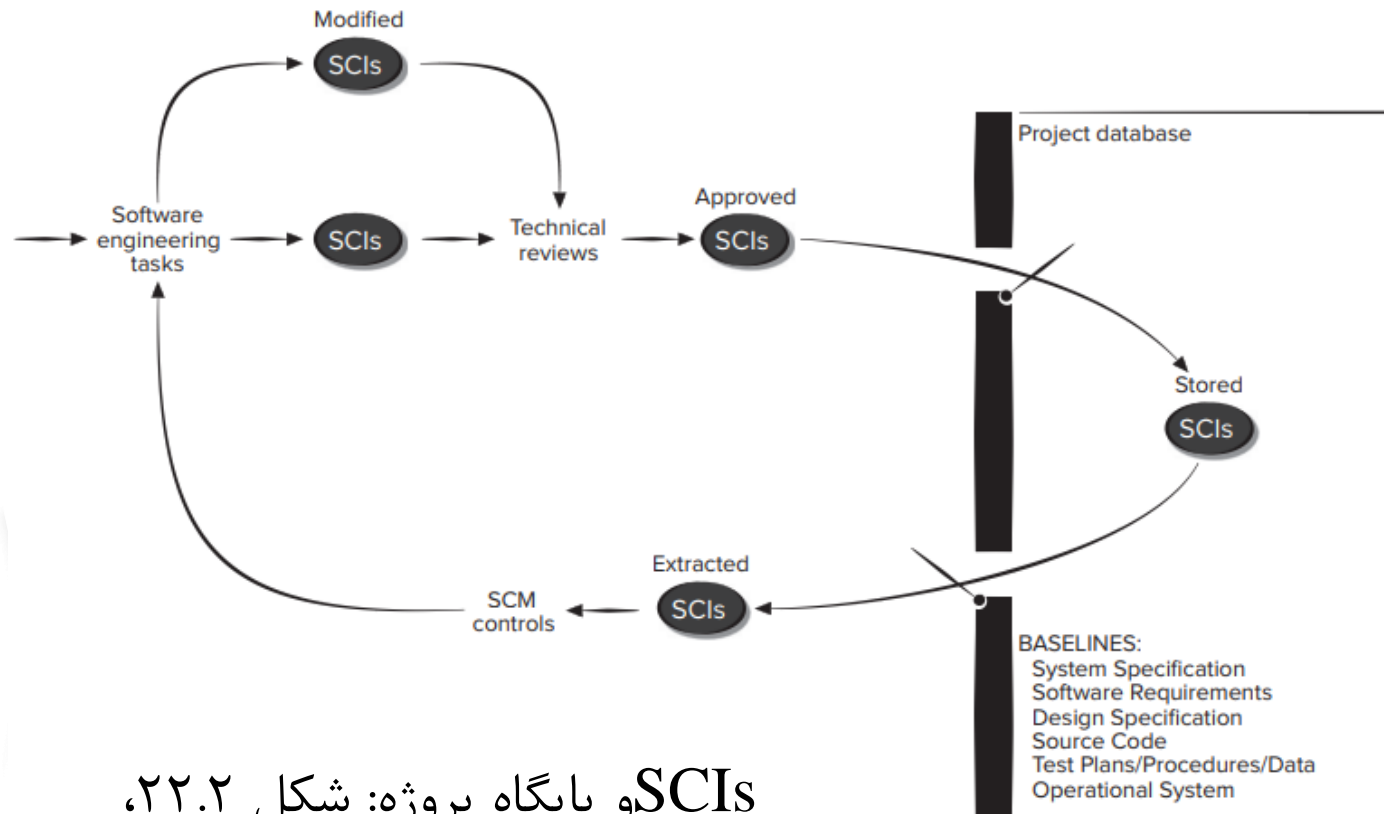 Modified
SCIs
Project database
Approved
Software
engineering
tasks
SCIs
Technical
reviews
SCIs
Stored
SCIs
Extracted
SCIs
SCM
controls
BASELINES:
System Specification
Software Requirements
Design Specification
Source Code
Test Plans/Procedures/Data
Operational System
SCIsو پایگاه پروژه: شکل ۲۲.۲،